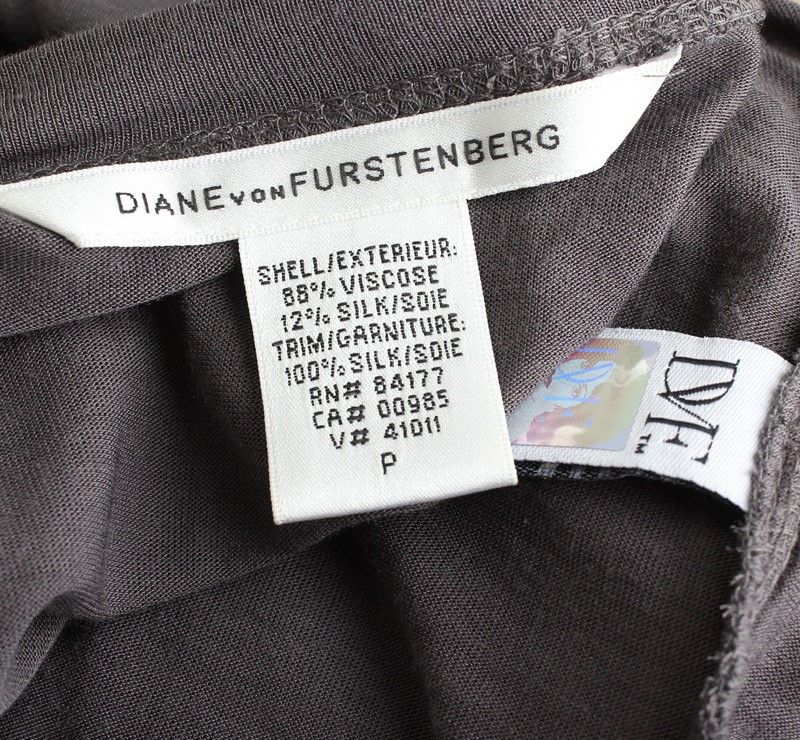 DIANE VON FURSTENBERG
SHELL/EXTERIEUR:
88% VISCOSE
12% SILK/SOIE
TRIM/GARNITURE:
100% SILK/SOIE
RN# 84177
CA# 00985
V# 41011
P
DVF™